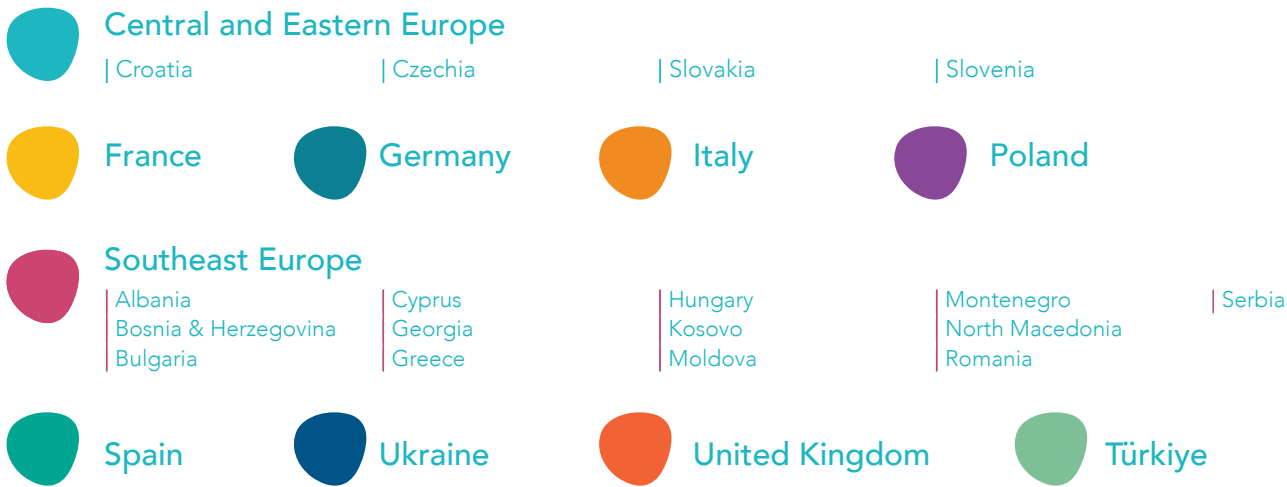 Central and Eastern Europe
| Croatia | Czechia | Slovakia | Slovenia
France Germany Italy Poland
Southeast Europe
Albania Cyprus Hungary Montenegro | Serbia
Bosnia & Herzegovina Georgia Kosovo North Macedonia
Bulgaria Greece Moldova Romania
Spain Ukraine United Kingdom Türkiye